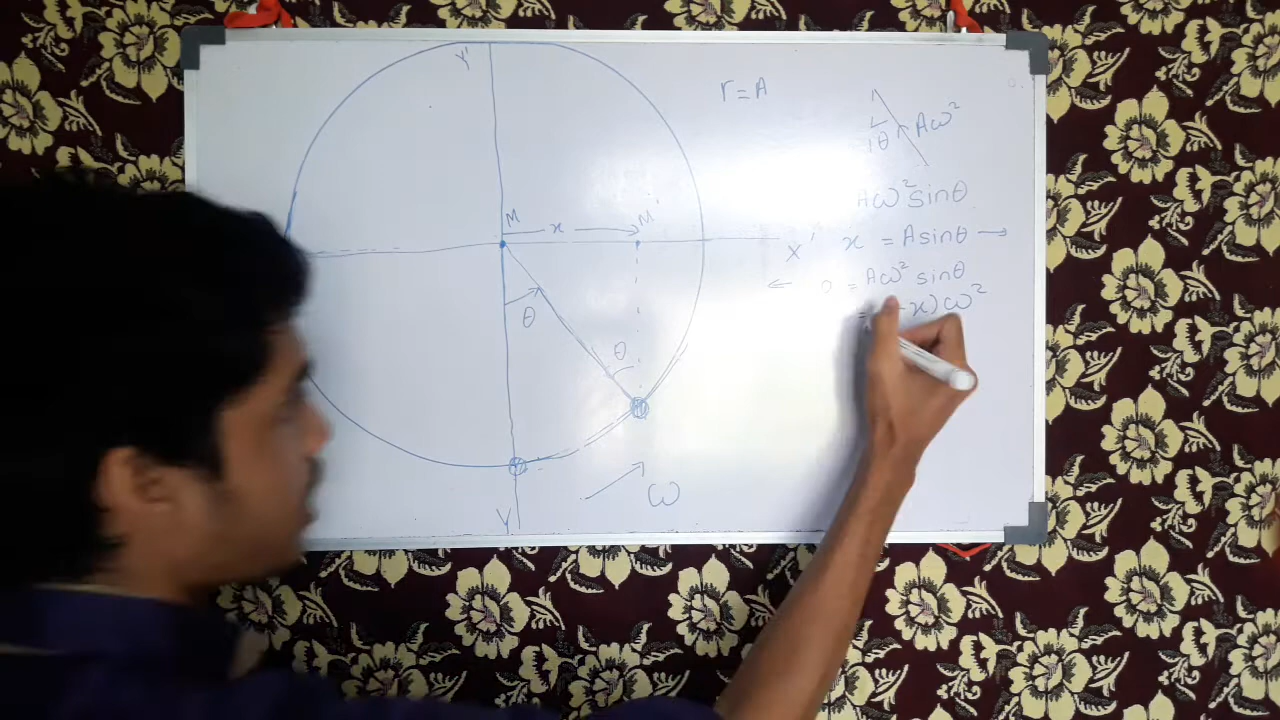 Y'
r = A
Aω²
θ
Aω² sinθ
M
x
M'
x = A sinθ →
X'
← a = Aω² sinθ
= -x) ω²
θ
θ
ω
Y